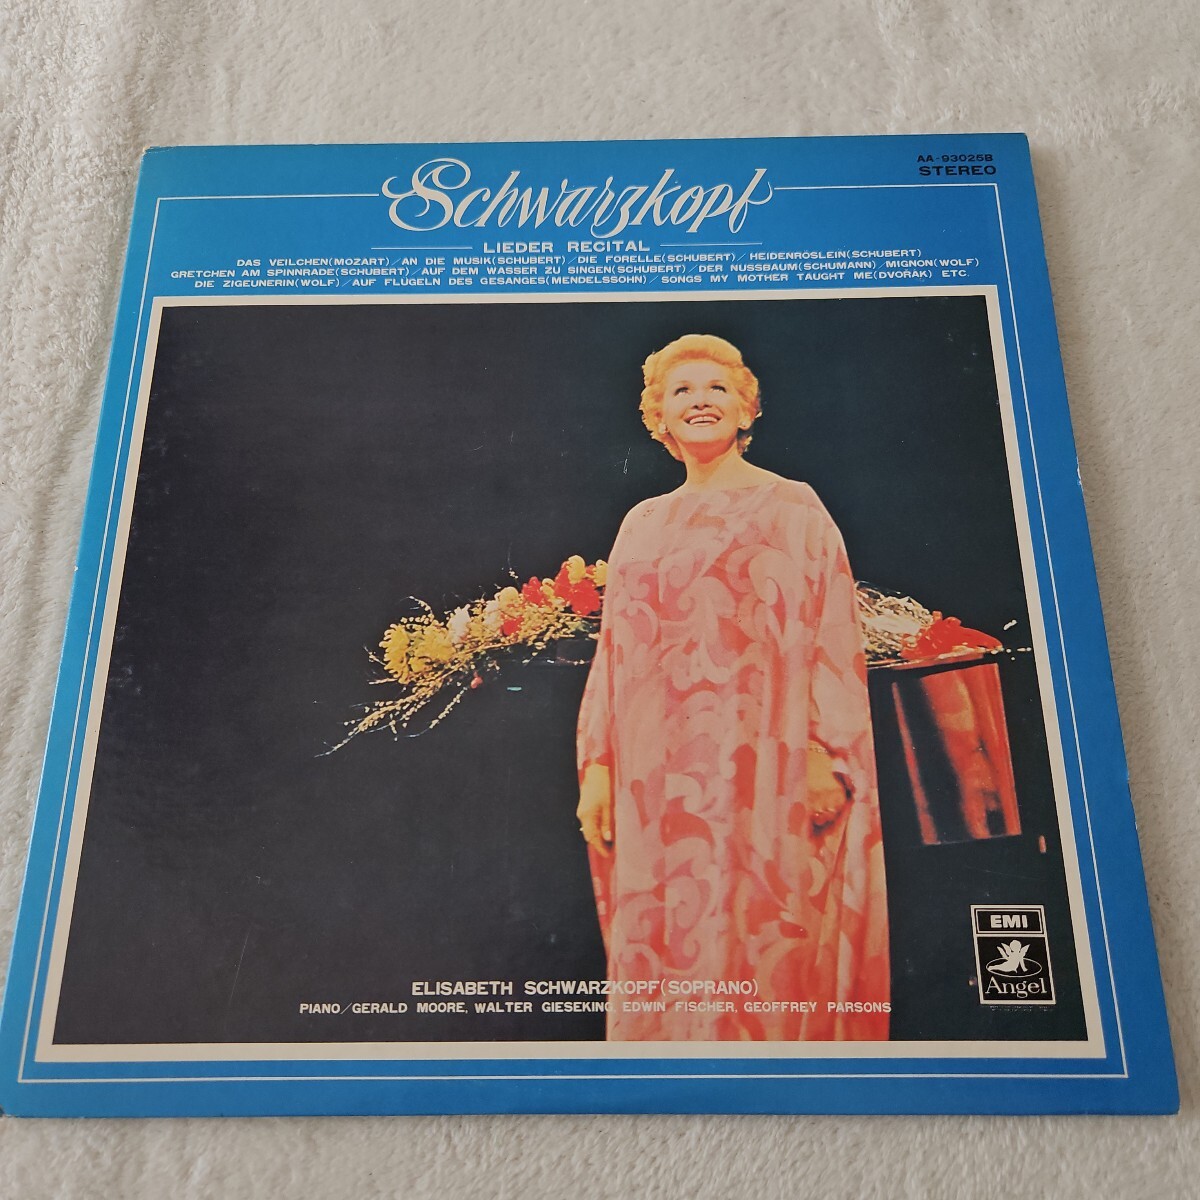 AA-93025B
STEREO
Schwarzkopf
LIEDER RECITAL
DAS VEILCHEN(MOZART)/AN DIE MUSIK(SCHUBERT)/DIE FORELLE(SCHUBERT)/HEIDENRÖSLEIN(SCHUBERT)
GRETCHEN AM SPINNRADE(SCHUBERT)/AUF DEM WASSER ZU SINGEN(SCHUBERT)/DER NUSSBAUM(SCHUMANN)/MIGNON(WOLF)
DIE ZIGEUNERIN(WOLF)/AUF FLÜGELN DES GESANGES(MENDELSSOHN)/SONGS MY MOTHER TAUGHT ME(DVOŘÁK) ETC.
ELISABETH SCHWARZKOPF(SOPRANO)
PIANO/GERALD MOORE, WALTER GIESEKING, EDWIN FISCHER, GEOFFREY PARSONS
EMI
Angel